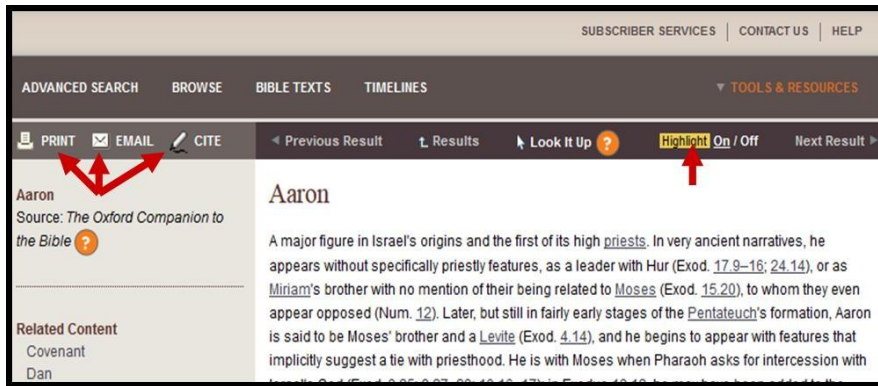 SUBSCRIBER SERVICES | CONTACT US | HELP
ADVANCED SEARCH BROWSE BIBLE TEXTS TIMELINES ▼ TOOLS & RESOURCES
PRINT EMAIL CITE ◄ Previous Result Results Look It Up ? Highlight On / Off Next Result ►
Aaron
Source: The Oxford Companion to
the Bible ?
Related Content
Covenant
Dan
Aaron
A major figure in Israel's origins and the first of its high priests. In very ancient narratives, he
appears without specifically priestly features, as a leader with Hur (Exod. 17.9–16; 24.14), or as
Miriam's brother with no mention of their being related to Moses (Exod. 15.20), to whom they even
appear opposed (Num. 12). Later, but still in fairly early stages of the Pentateuch's formation, Aaron
is said to be Moses' brother and a Levite (Exod. 4.14), and he begins to appear with features that
implicitly suggest a tie with priesthood. He is with Moses when Pharaoh asks for intercession with